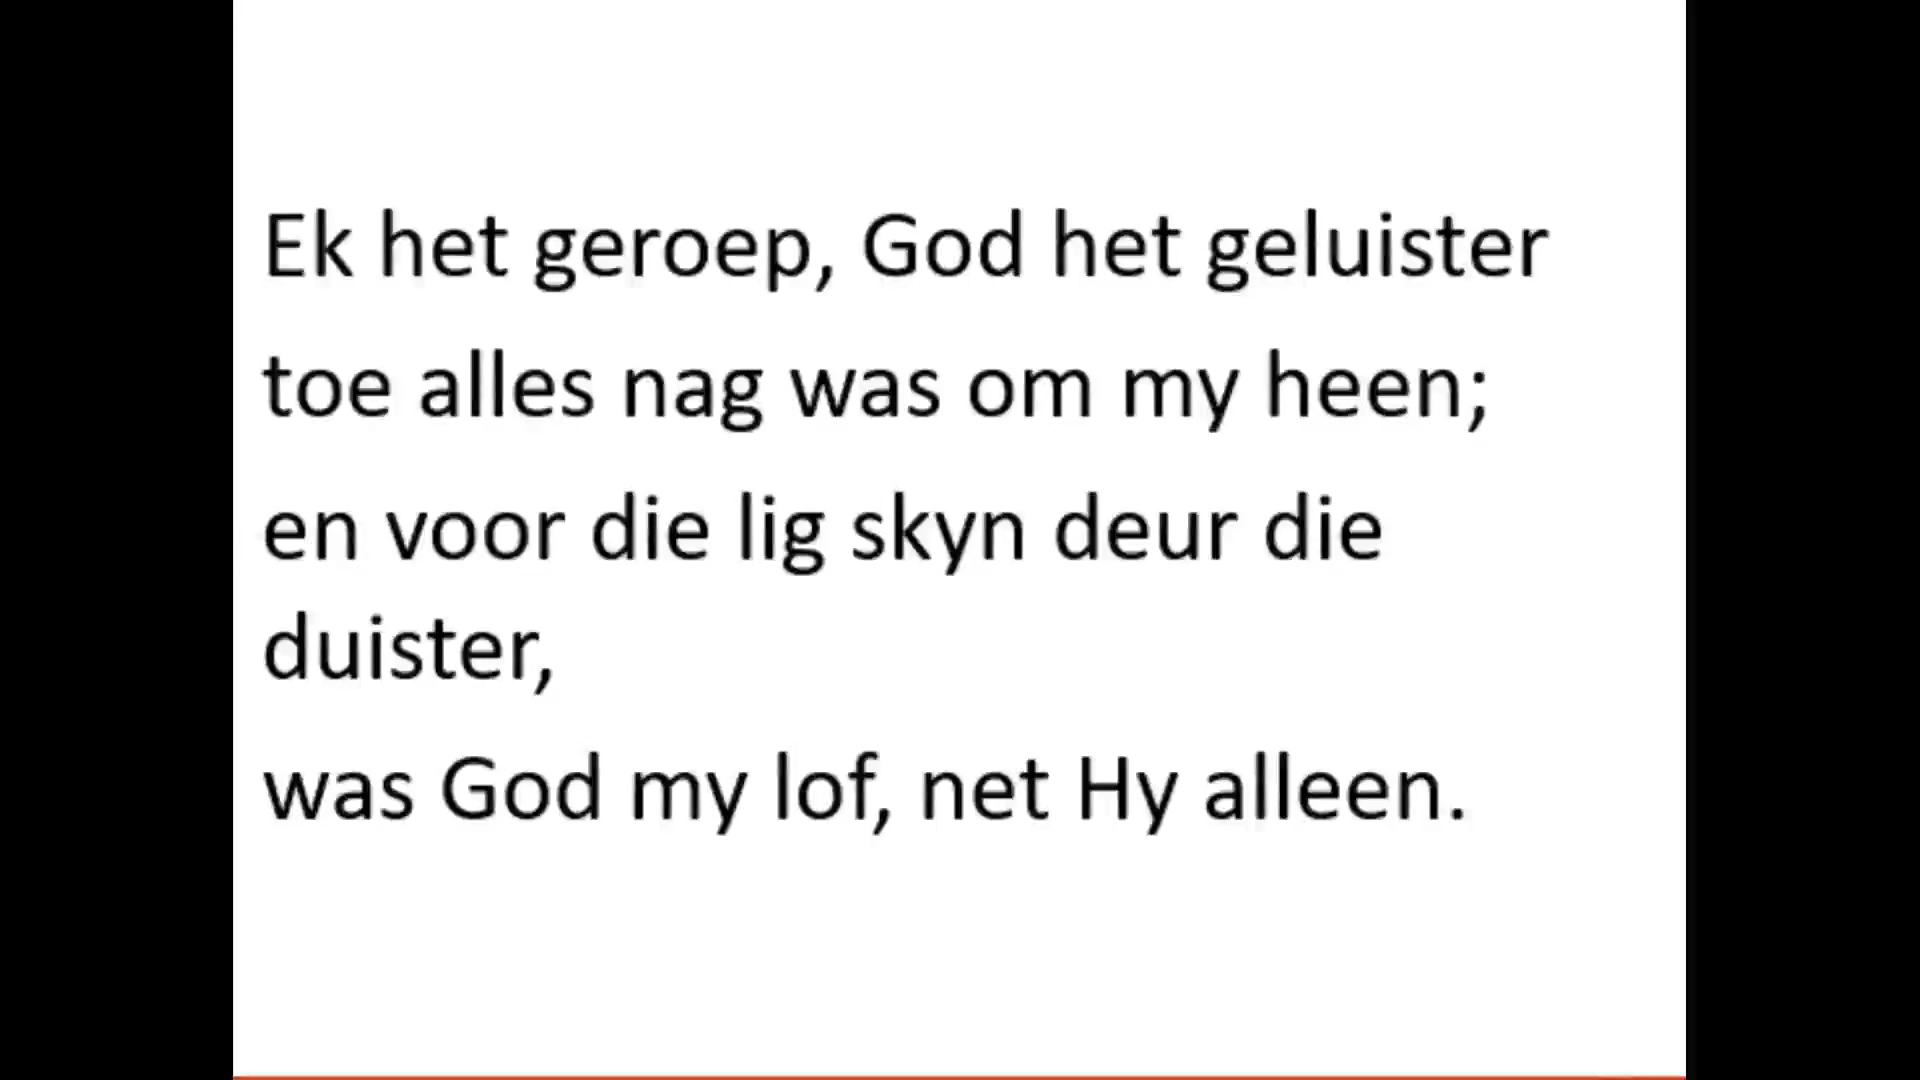 Ek het geroep, God het geluister
toe alles nag was om my heen;
en voor die lig skyn deur die
duister,
was God my lof, net Hy alleen.